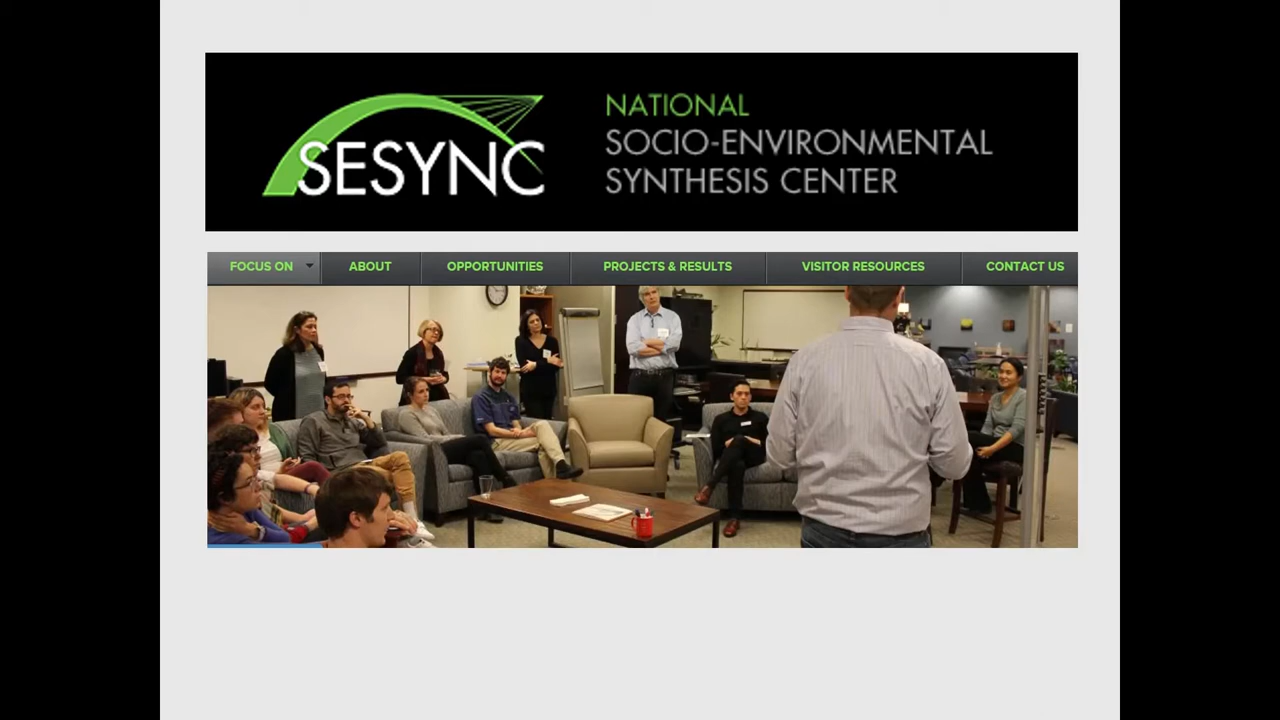 SESYNC
NATIONAL
SOCIO-ENVIRONMENTAL
SYNTHESIS CENTER
FOCUS ON
ABOUT
OPPORTUNITIES
PROJECTS & RESULTS
VISITOR RESOURCES
CONTACT US